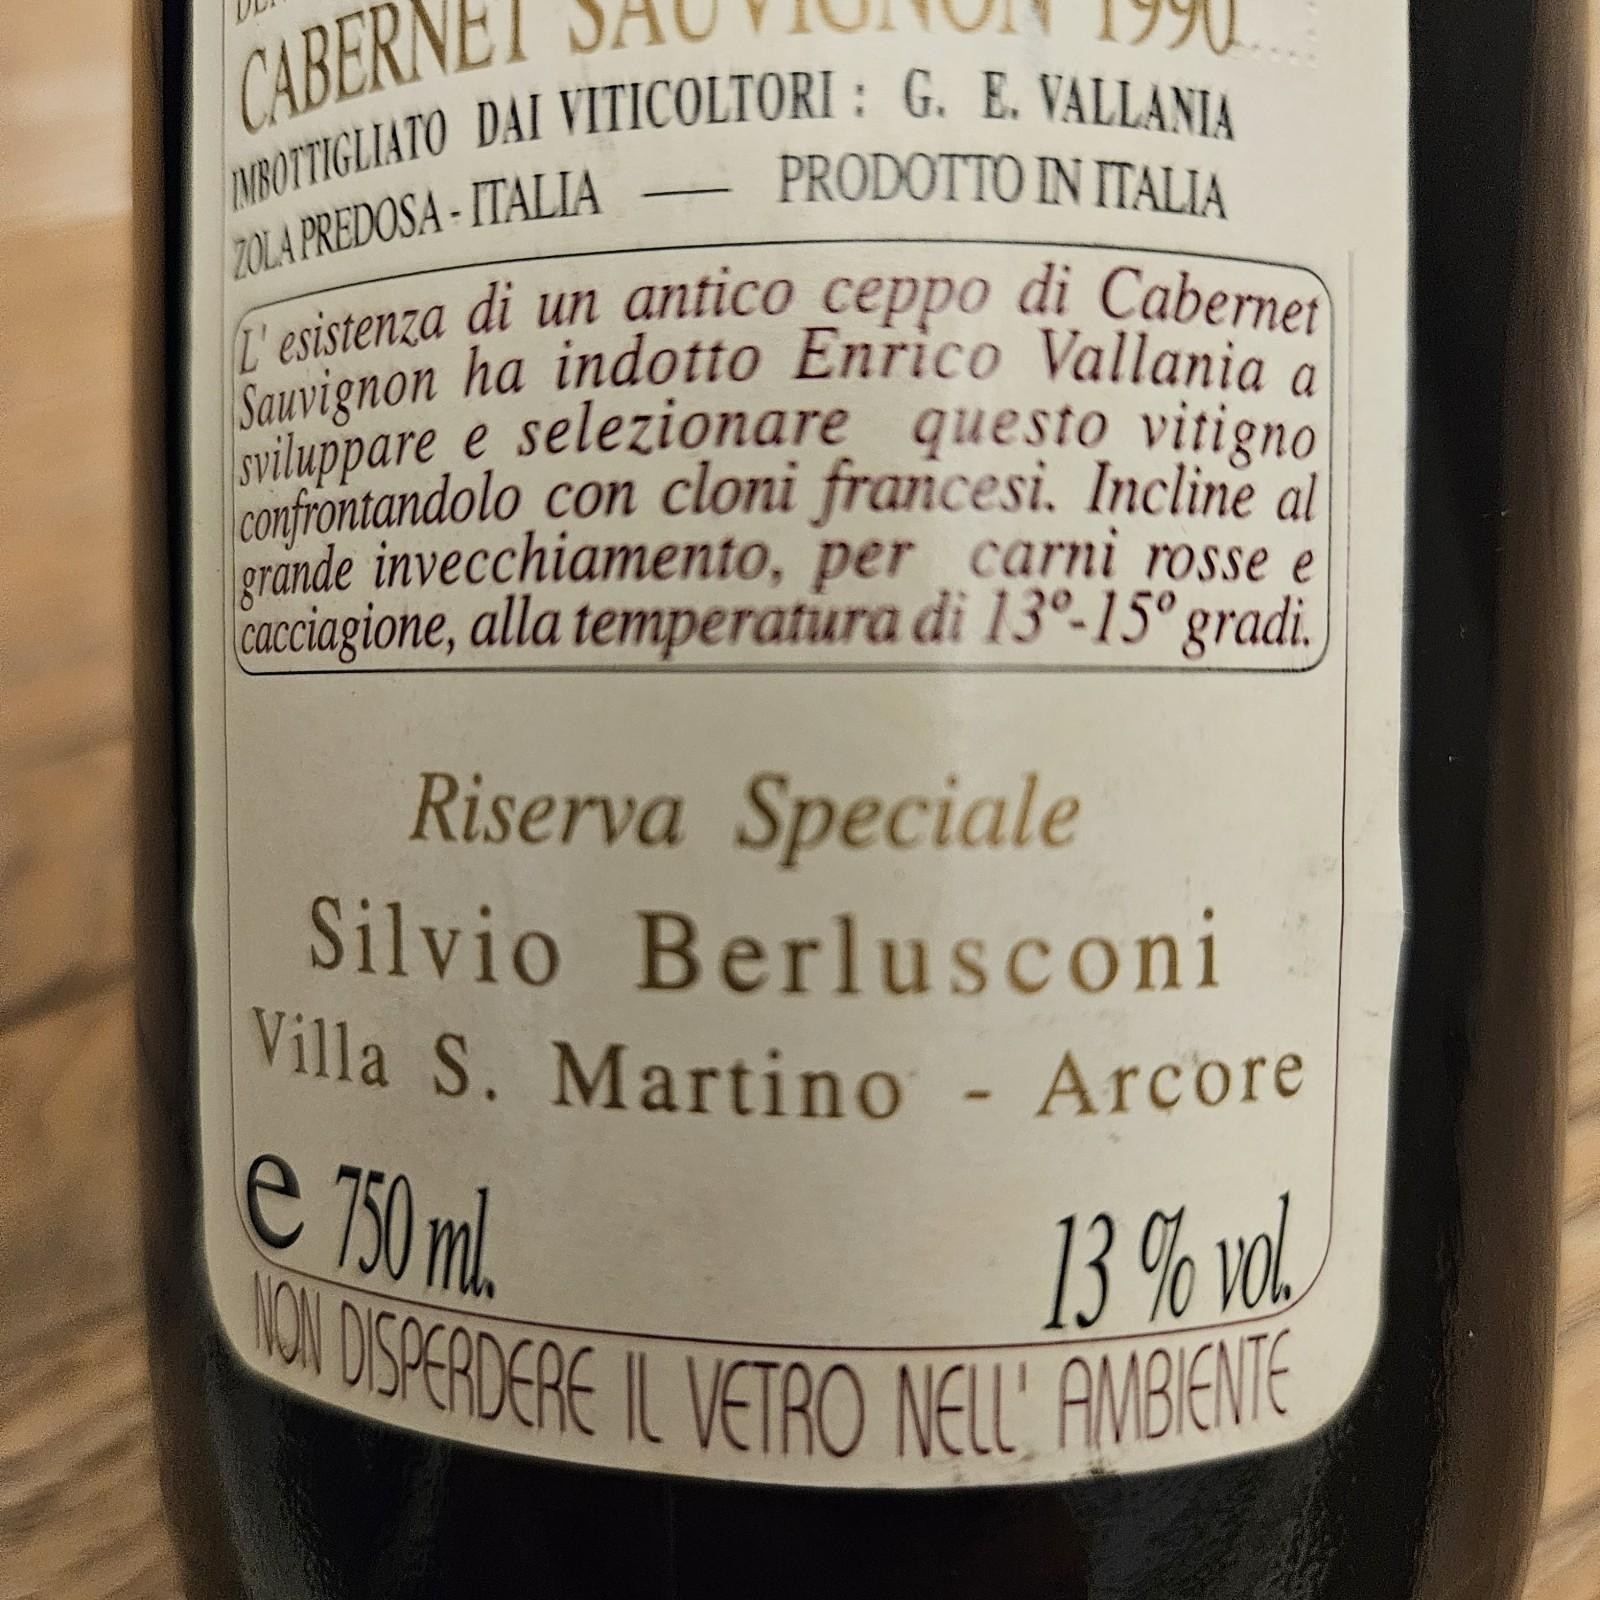 CABERNET SAUVIGNON 1990
IMBOTTIGLIATO DAI VITICOLTORI : G. E. VALLANIA
ZOLA PREDOSA - ITALIA — PRODOTTO IN ITALIA
L' esistenza di un antico ceppo di Cabernet
Sauvignon ha indotto Enrico Vallania a
sviluppare e selezionare questo vitigno
confrontandolo con cloni francesi. Incline al
grande invecchiamento, per carni rosse e
cacciagione, alla temperatura di 13º-15º gradi.
Riserva Speciale
Silvio Berlusconi
Villa S. Martino - Arcore
e 750 ml. 13 % vol.
NON DISPERDERE IL VETRO NELL' AMBIENTE